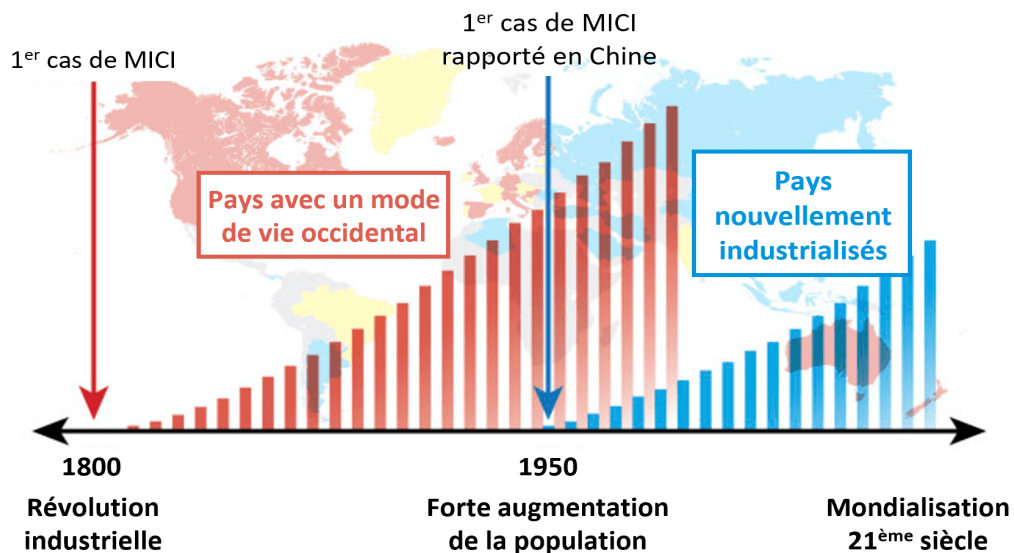 1er cas de MICI
1er cas de MICI
rapporté en Chine
Pays avec un mode
de vie occidental
Pays
nouvellement
industrialisés
1800
Révolution
industrielle
1950
Forte augmentation
de la population
Mondialisation
21ème siècle